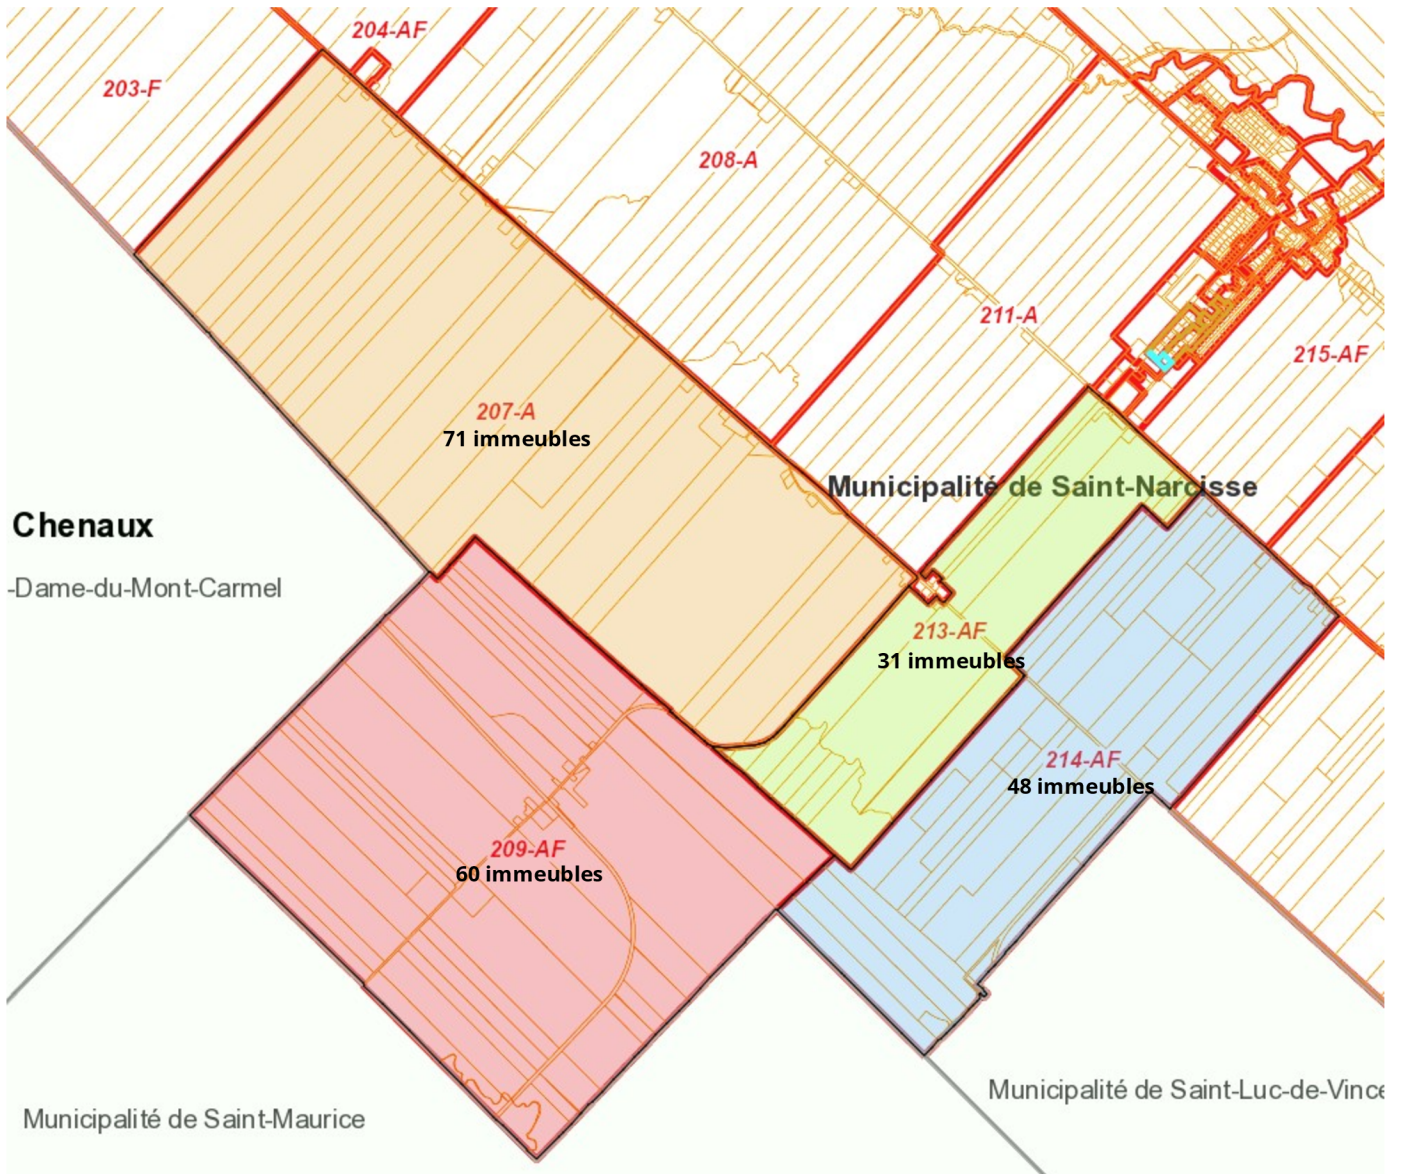 204-AF
203-F
208-A
211-A
215-AF
207-A
71 immeubles
Municipalité de Saint-Narcisse
Chenaux
-Dame-du-Mont-Carmel
213-AF
31 immeubles
214-AF
48 immeubles
209-AF
60 immeubles
Municipalité de Saint-Luc-de-Vince
Municipalité de Saint-Maurice